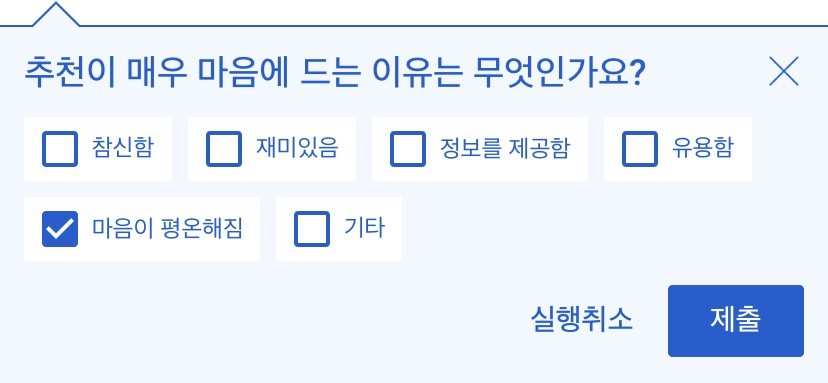 추천이 매우 마음에 드는 이유는 무엇인가요?
참신함 재미있음 정보를 제공함 유용함
마음이 평온해짐 기타
실행취소 제출